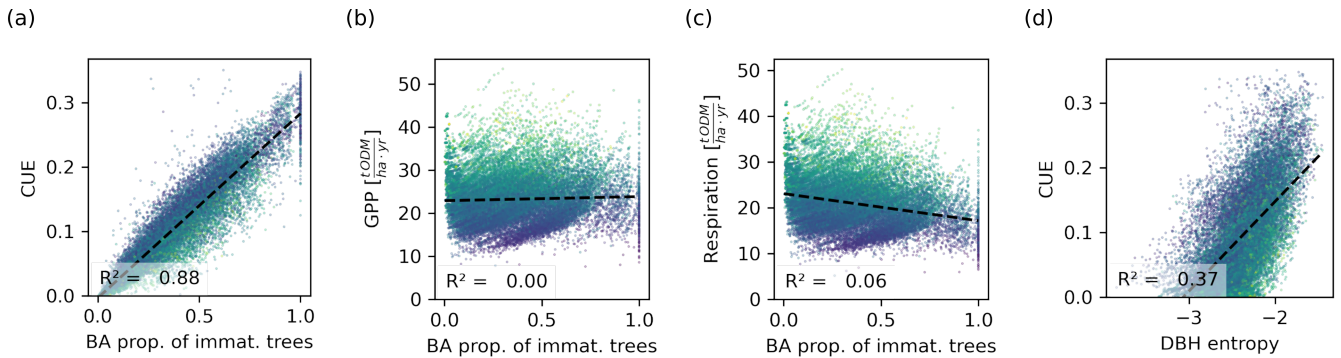 (a)
0.3
0.2
0.1
0.0
CUE
R² = 0.88
0.0 0.5 1.0
BA prop. of immat. trees
(b)
50
40
30
20
10
0
GPP [tODM/ha·yr]
R² = 0.00
0.0 0.5 1.0
BA prop. of immat. trees
(c)
50
40
30
20
10
0
Respiration [tODM/ha·yr]
R² = 0.06
0.0 0.5 1.0
BA prop. of immat. trees
(d)
0.3
0.2
0.1
0.0
CUE
R² = 0.37
−3 −2
DBH entropy